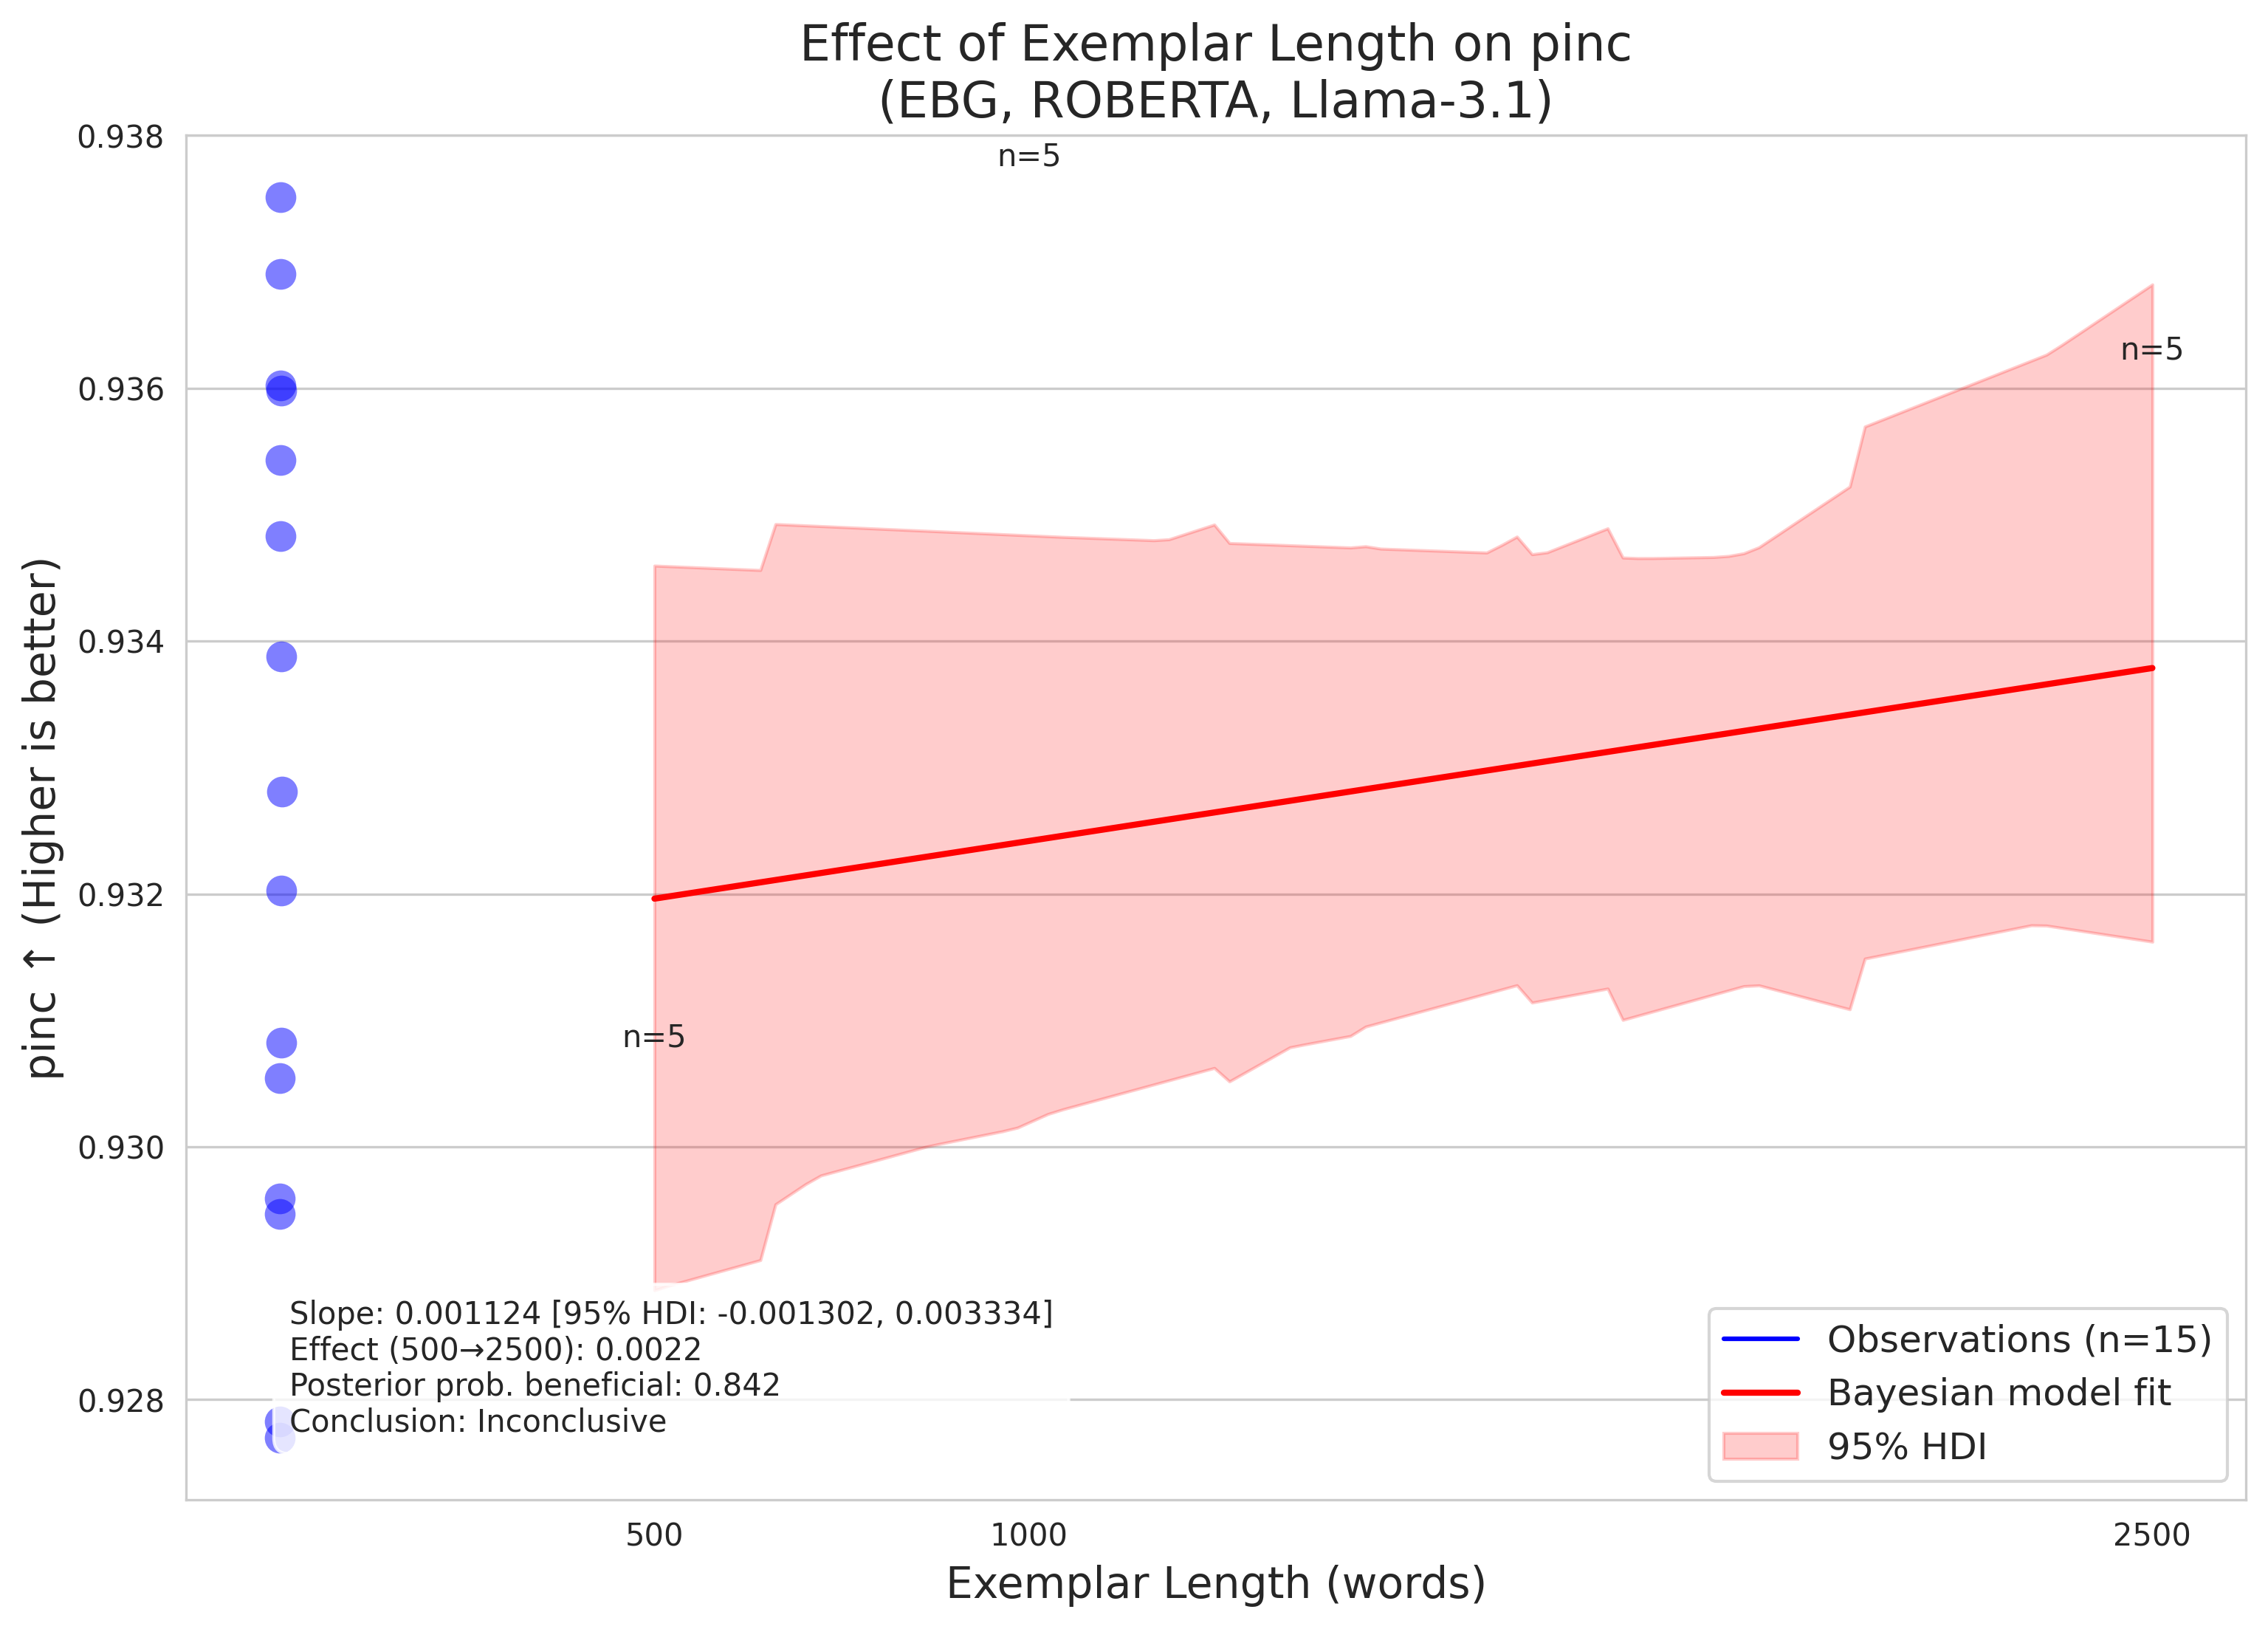 Effect of Exemplar Length on pinc
(EBG, ROBERTA, Llama-3.1)
pinc ↑ (Higher is better)
0.938
0.936
0.934
0.932
0.930
0.928
n=5
n=5
n=5
Slope: 0.001124 [95% HDI: -0.001302, 0.003334]
Effect (500→2500): 0.0022
Posterior prob. beneficial: 0.842
Conclusion: Inconclusive
Observations (n=15)
Bayesian model fit
95% HDI
500
1000
2500
Exemplar Length (words)